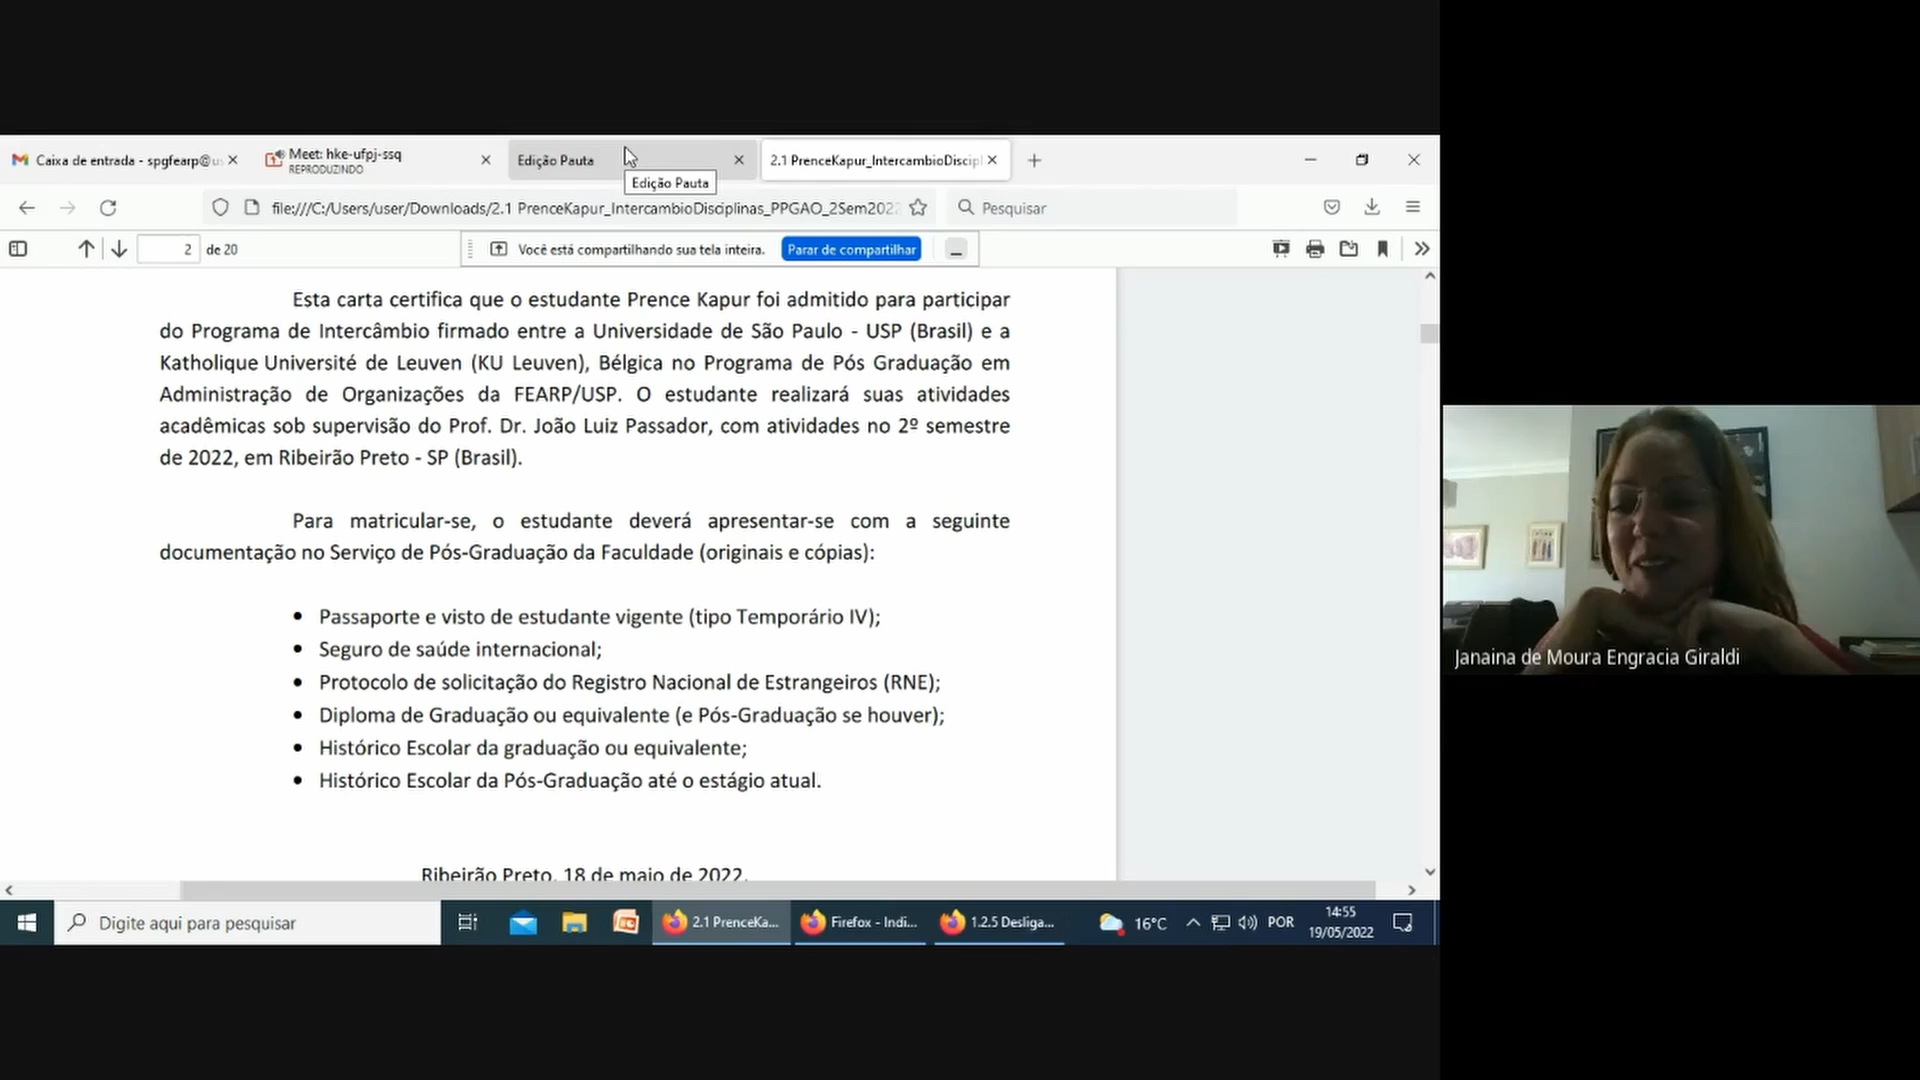 Caixa de entrada - spgfearp@u
Meet: hke-ufpj-ssq
REPRODUZINDO
Edição Pauta
2.1 PrenceKapur_IntercambioDiscipl
Edição Pauta
file:///C:/Users/user/Downloads/2.1 PrenceKapur_IntercambioDisciplinas_PPGAO_2Sem2022
Pesquisar
2 de 20
Você está compartilhando sua tela inteira.
Parar de compartilhar
Esta carta certifica que o estudante Prence Kapur foi admitido para participar
do Programa de Intercâmbio firmado entre a Universidade de São Paulo - USP (Brasil) e a
Katholique Université de Leuven (KU Leuven), Bélgica no Programa de Pós Graduação em
Administração de Organizações da FEARP/USP. O estudante realizará suas atividades
acadêmicas sob supervisão do Prof. Dr. João Luiz Passador, com atividades no 2º semestre
de 2022, em Ribeirão Preto - SP (Brasil).
Para matricular-se, o estudante deverá apresentar-se com a seguinte
documentação no Serviço de Pós-Graduação da Faculdade (originais e cópias):
• Passaporte e visto de estudante vigente (tipo Temporário IV);
• Seguro de saúde internacional;
• Protocolo de solicitação do Registro Nacional de Estrangeiros (RNE);
• Diploma de Graduação ou equivalente (e Pós-Graduação se houver);
• Histórico Escolar da graduação ou equivalente;
• Histórico Escolar da Pós-Graduação até o estágio atual.
Ribeirão Preto, 18 de maio de 2022.
Janaina de Moura Engracia Giraldi
Digite aqui para pesquisar
2.1 PrenceKa...
Firefox - Indi...
1.2.5 Desliga...
16°C
POR
14:55
19/05/2022